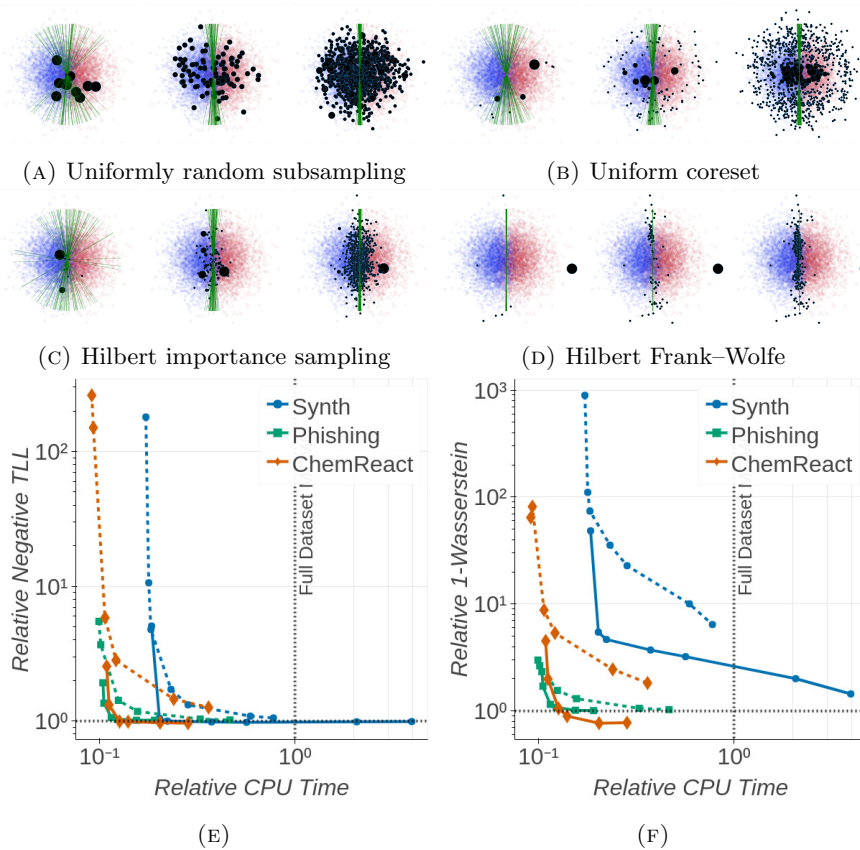 (A) Uniformly random subsampling
(B) Uniform coreset
(C) Hilbert importance sampling
(D) Hilbert Frank–Wolfe
Relative Negative TLL
10²
10¹
10⁰
10⁻¹
10⁰
Relative CPU Time
Synth
Phishing
ChemReact
Full Dataset
(E)
Relative 1-Wasserstein
10³
10²
10¹
10⁰
10⁻¹
10⁰
Relative CPU Time
Synth
Phishing
ChemReact
Full Dataset
(F)